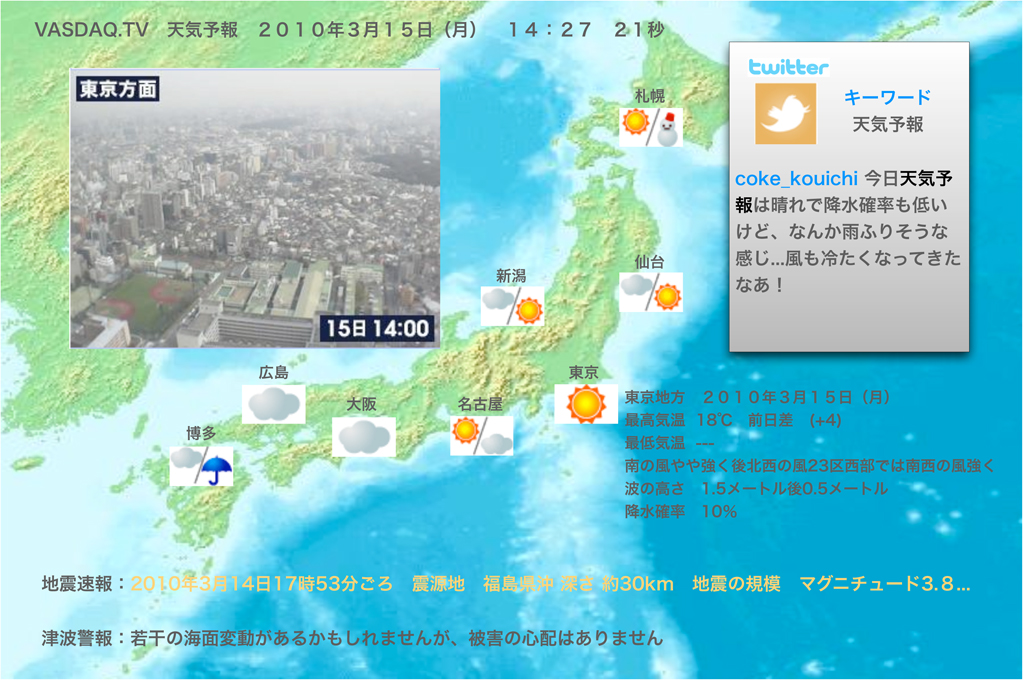 VASDAQ.TV　天気予報　２０１０年３月１５日（月）　１４：２７　２１秒
東京方面
15日 14:00
twitter
キーワード
天気予報
coke_kouichi 今日天気予
報は晴れで降水確率も低い
けど、なんか雨ふりそうな
感じ...風も冷たくなってきた
なあ！
札幌
仙台
新潟
広島
大阪
名古屋
東京
博多
東京地方　２０１０年３月１５日（月）
最高気温　18℃　前日差　(+4)
最低気温　---
南の風やや強く後北西の風23区西部では南西の風強く
波の高さ　1.5メートル後0.5メートル
降水確率　10%
地震速報：2010年3月14日17時53分ごろ　震源地　福島県沖 深さ 約30km　地震の規模　マグニチュード3.８...
津波警報：若干の海面変動があるかもしれませんが、被害の心配はありません